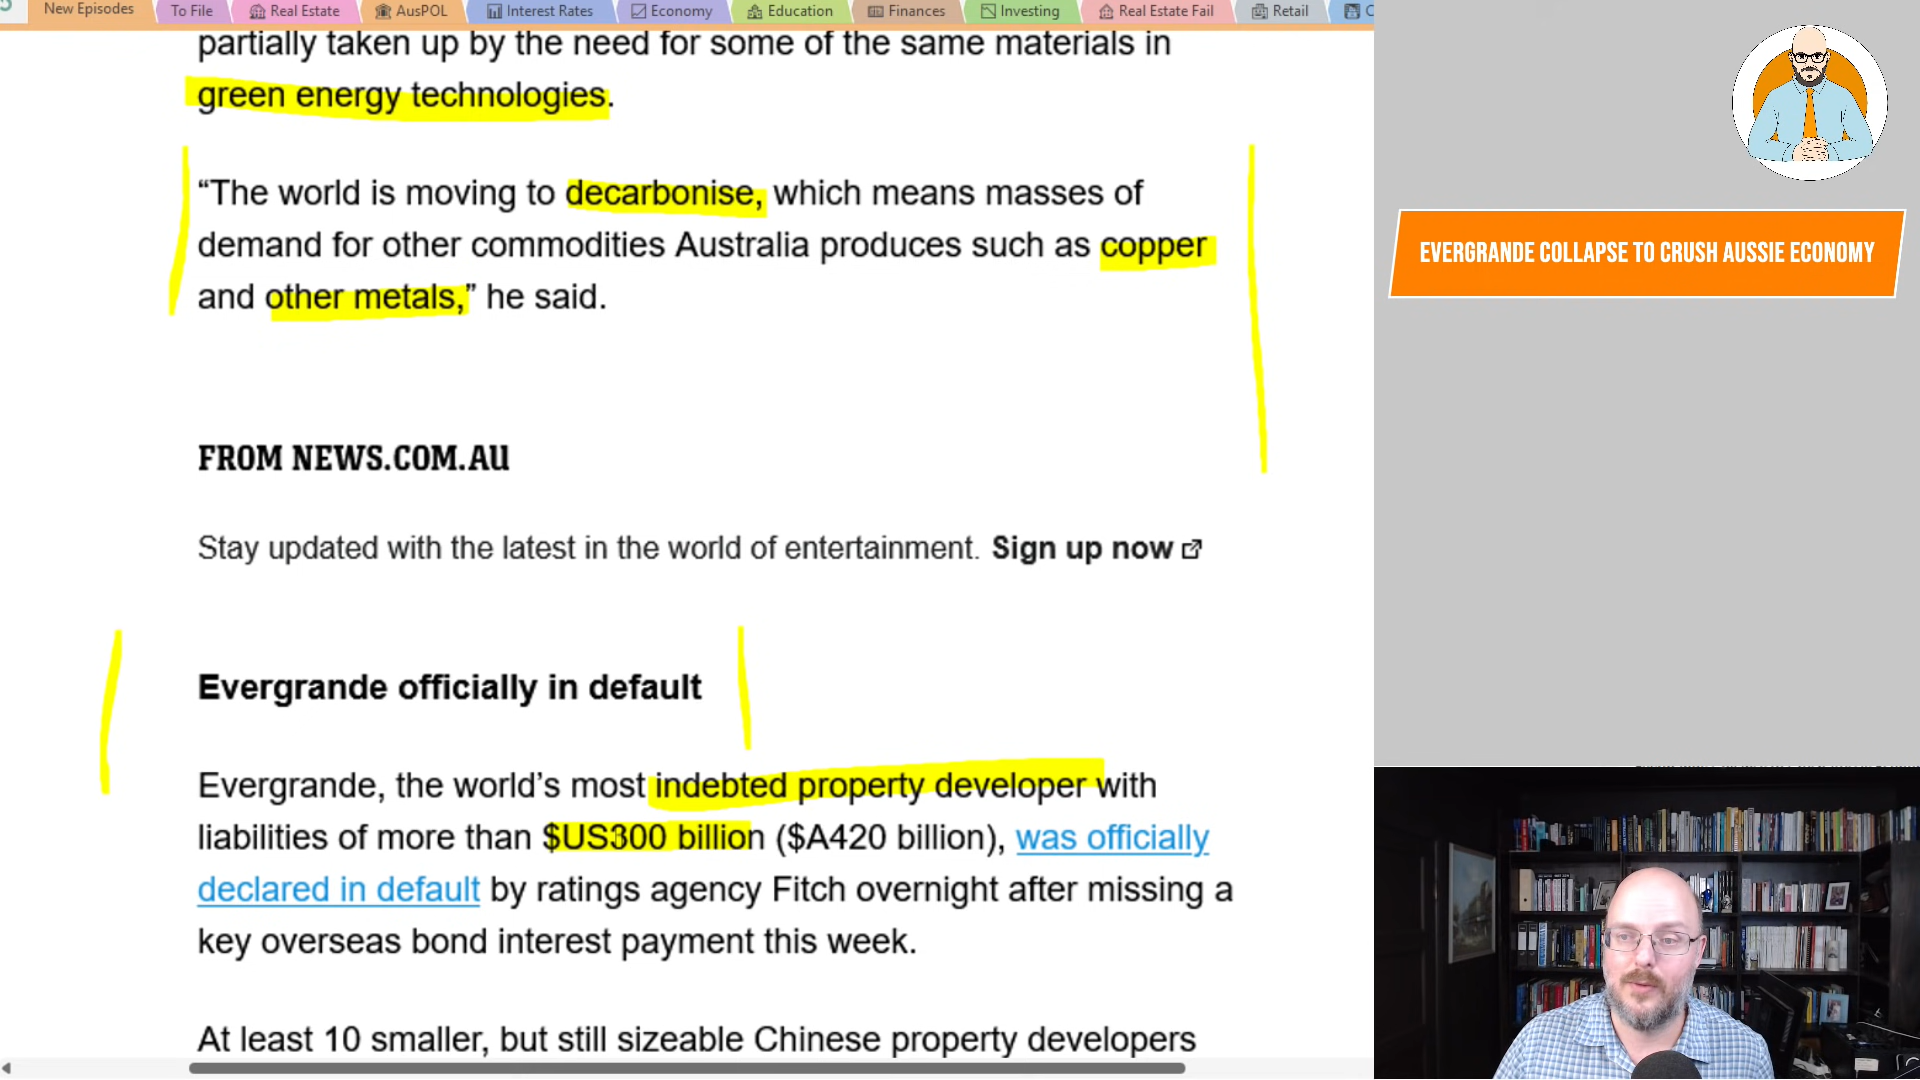 New Episodes To File Real Estate AusPOL Interest Rates Economy Education Finances Investing Real Estate Fail Retail
partially taken up by the need for some of the same materials in
green energy technologies.
“The world is moving to decarbonise, which means masses of
demand for other commodities Australia produces such as copper
and other metals,” he said.
FROM NEWS.COM.AU
Stay updated with the latest in the world of entertainment. Sign up now
Evergrande officially in default
Evergrande, the world’s most indebted property developer with
liabilities of more than $US300 billion ($A420 billion), was officially
declared in default by ratings agency Fitch overnight after missing a
key overseas bond interest payment this week.
At least 10 smaller, but still sizeable Chinese property developers
EVERGRANDE COLLAPSE TO CRUSH AUSSIE ECONOMY